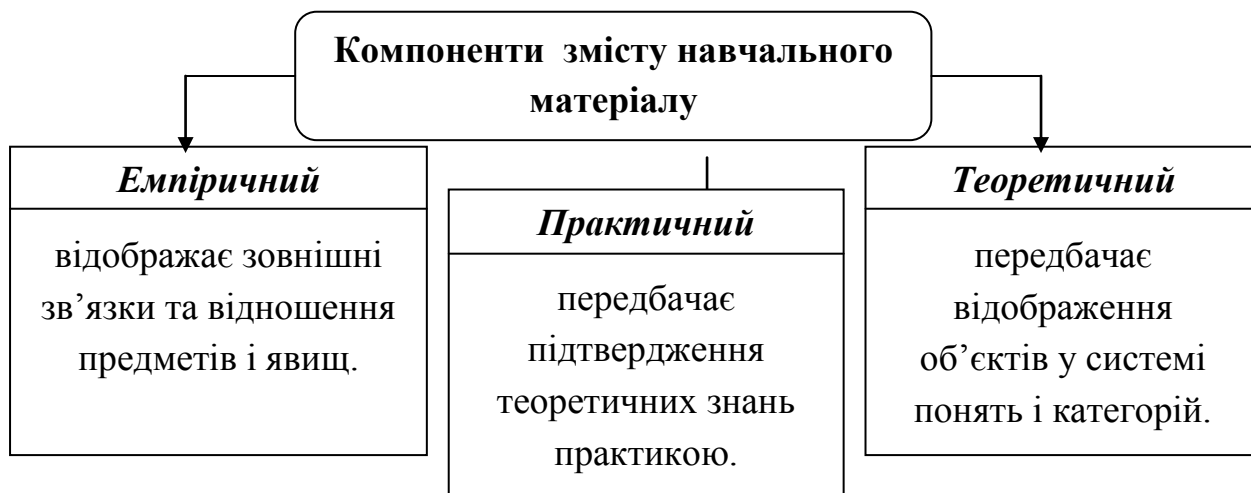 Компоненти змісту навчального
матеріалу
Емпіричний
відображає зовнішні
зв’язки та відношення
предметів і явищ.
Практичний
передбачає
підтвердження
теоретичних знань
практикою.
Теоретичний
передбачає
відображення
об’єктів у системі
понять і категорій.